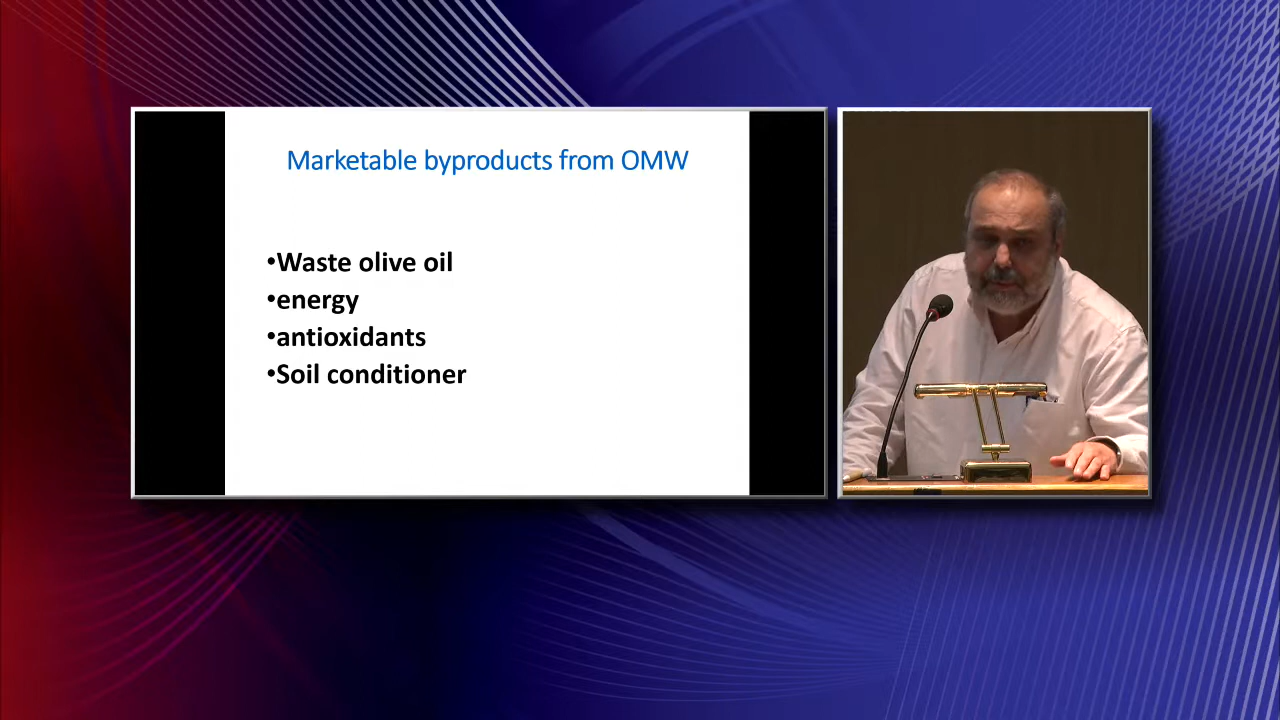 Marketable byproducts from OMW
•Waste olive oil
•energy
•antioxidants
•Soil conditioner